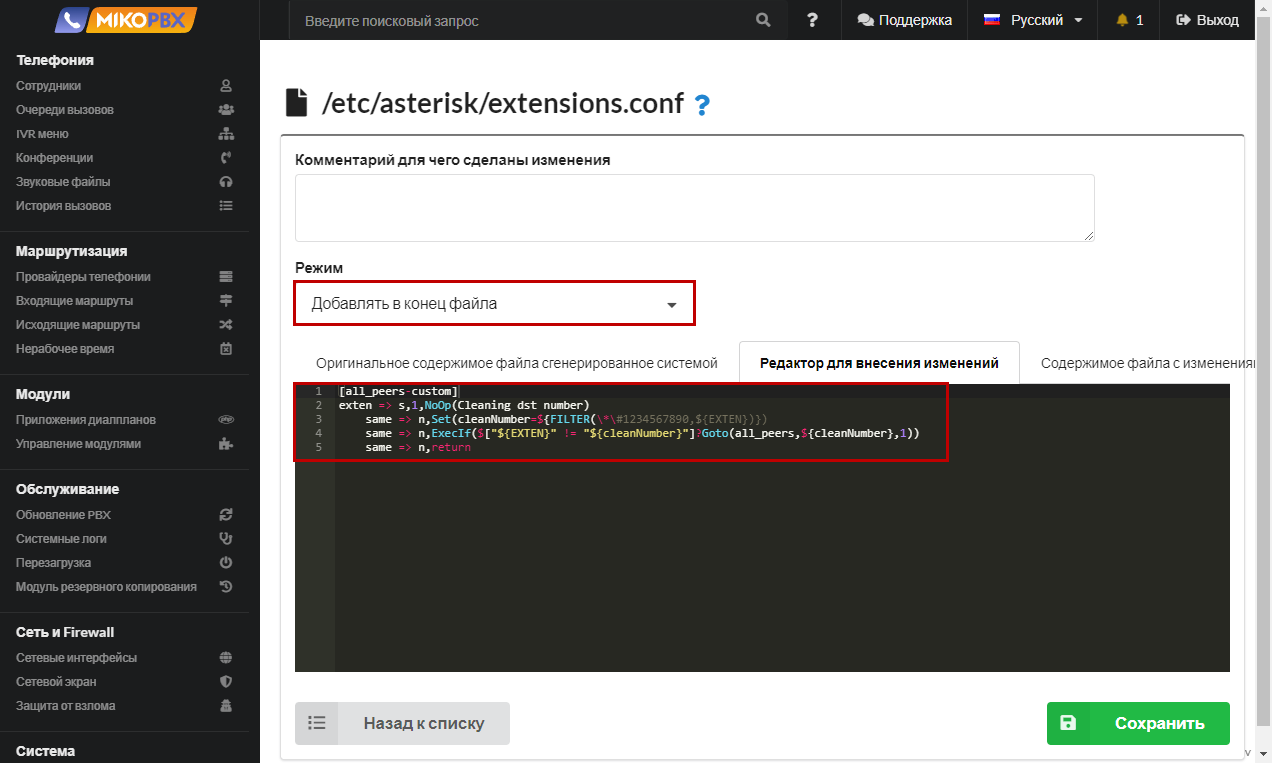 MIKOPBX
Введите поисковый запрос
?
Поддержка
Русский
1
Выход
Телефония
Сотрудники
Очереди вызовов
IVR меню
Конференции
Звуковые файлы
История вызовов
Маршрутизация
Провайдеры телефонии
Входящие маршруты
Исходящие маршруты
Нерабочее время
Модули
Приложения диалпланов
Управление модулями
Обслуживание
Обновление PBX
Системные логи
Перезагрузка
Модуль резервного копирования
Сеть и Firewall
Сетевые интерфейсы
Сетевой экран
Защита от взлома
Система
/etc/asterisk/extensions.conf ?
Комментарий для чего сделаны изменения
Режим
Добавлять в конец файла
Оригинальное содержимое файла сгенерированное системой
Редактор для внесения изменений
Содержимое файла с изменения
1 [all_peers-custom]
2 exten => s,1,NoOp(Cleaning dst number)
3 same => n,Set(cleanNumber=${FILTER(\*\#1234567890,${EXTEN})})
4 same => n,ExecIf($["${EXTEN}" != "${cleanNumber}"]?Goto(all_peers,${cleanNumber},1))
5 same => n,return
Назад к списку
Сохранить
v